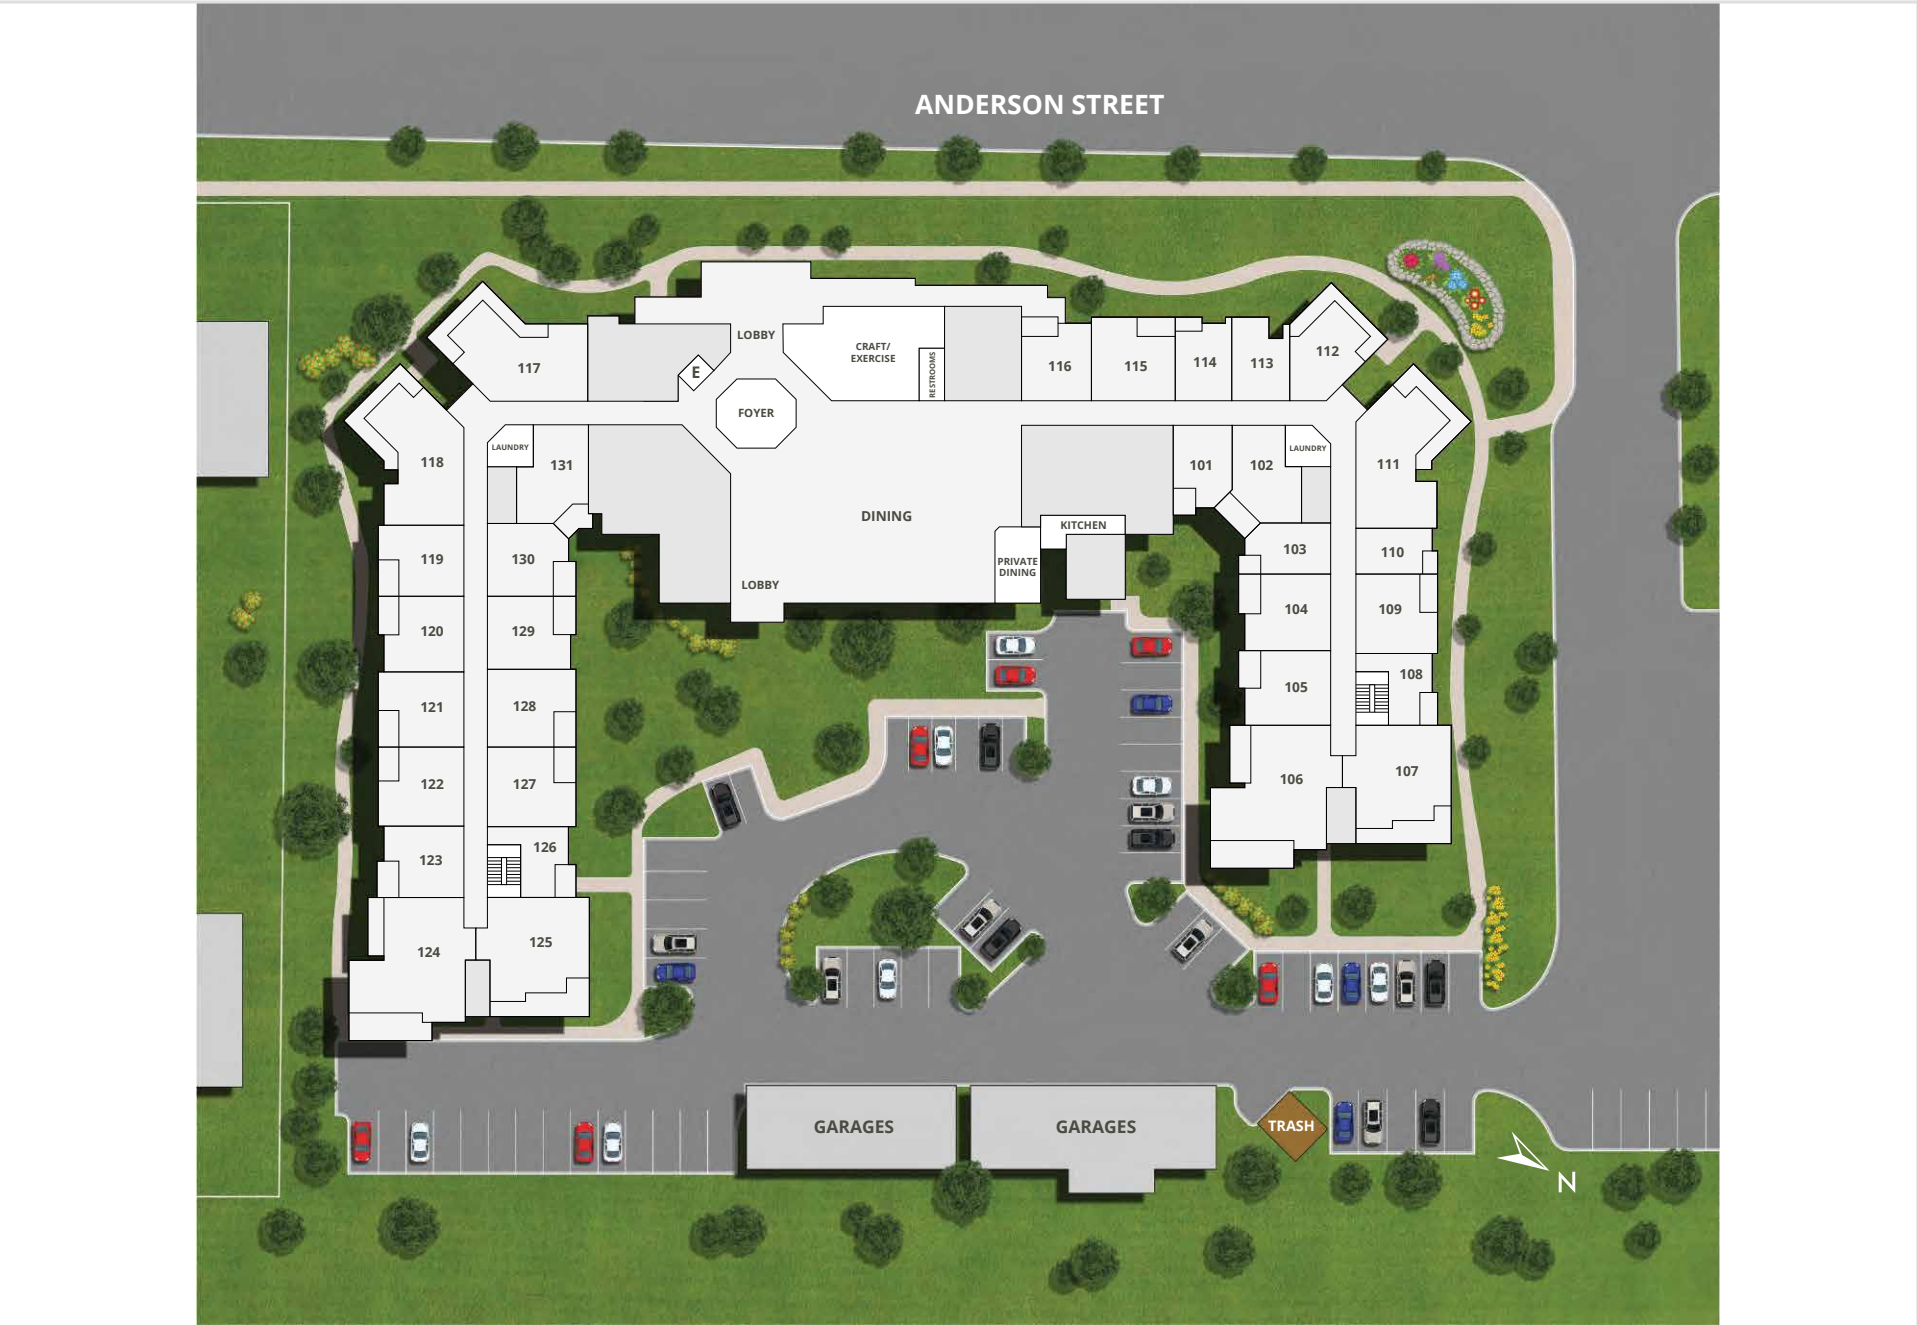 ANDERSON STREET
LOBBY
CRAFT/
EXERCISE
RESTROOMS
117
E
116
115
114
113
112
FOYER
118
LAUNDRY
131
101
102
LAUNDRY
111
DINING
KITCHEN
119
130
PRIVATE
DINING
103
110
LOBBY
120
129
104
109
121
128
105
108
122
127
106
107
123
126
124
125
GARAGES
GARAGES
TRASH
N